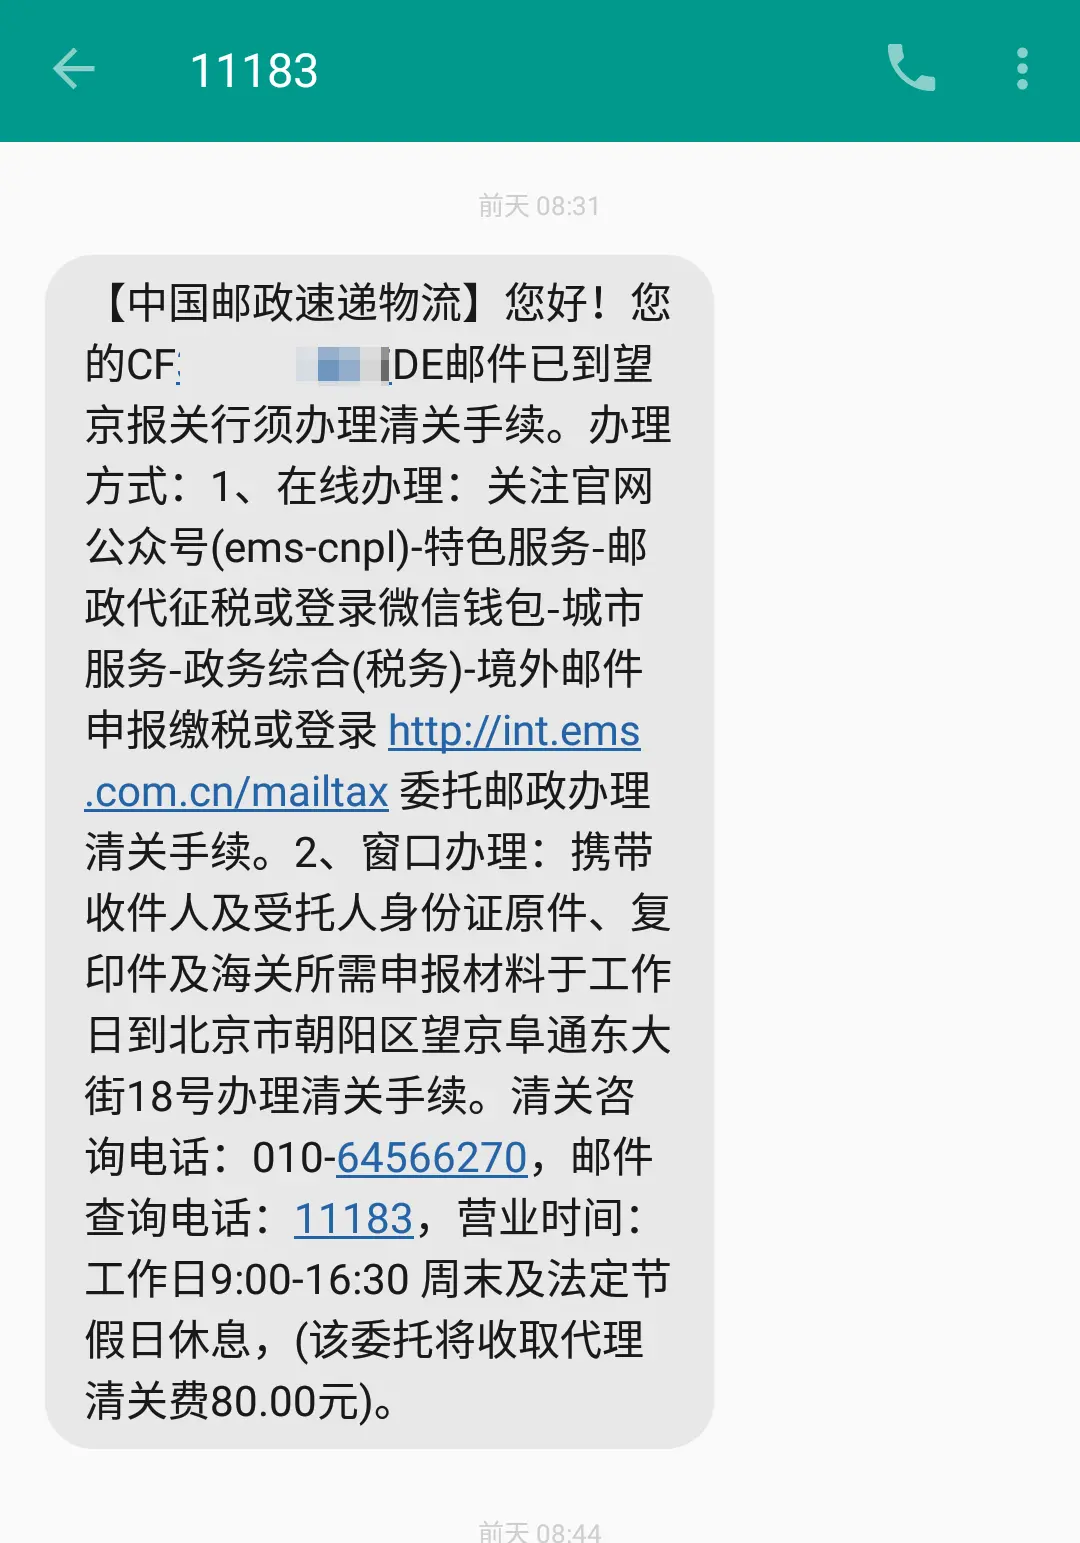 11183
前天 08:31
【中国邮政速递物流】您好！您
的CF DE邮件已到望
京报关行须办理清关手续。办理
方式：1、在线办理：关注官网
公众号(ems-cnpl)-特色服务-邮
政代征税或登录微信钱包-城市
服务-政务综合(税务)-境外邮件
申报缴税或登录 http://int.ems
.com.cn/mailtax 委托邮政办理
清关手续。2、窗口办理：携带
收件人及受托人身份证原件、复
印件及海关所需申报材料于工作
日到北京市朝阳区望京阜通东大
街18号办理清关手续。清关咨
询电话：010-64566270，邮件
查询电话：11183，营业时间：
工作日9:00-16:30 周末及法定节
假日休息，(该委托将收取代理
清关费80.00元)。
前天 08:44